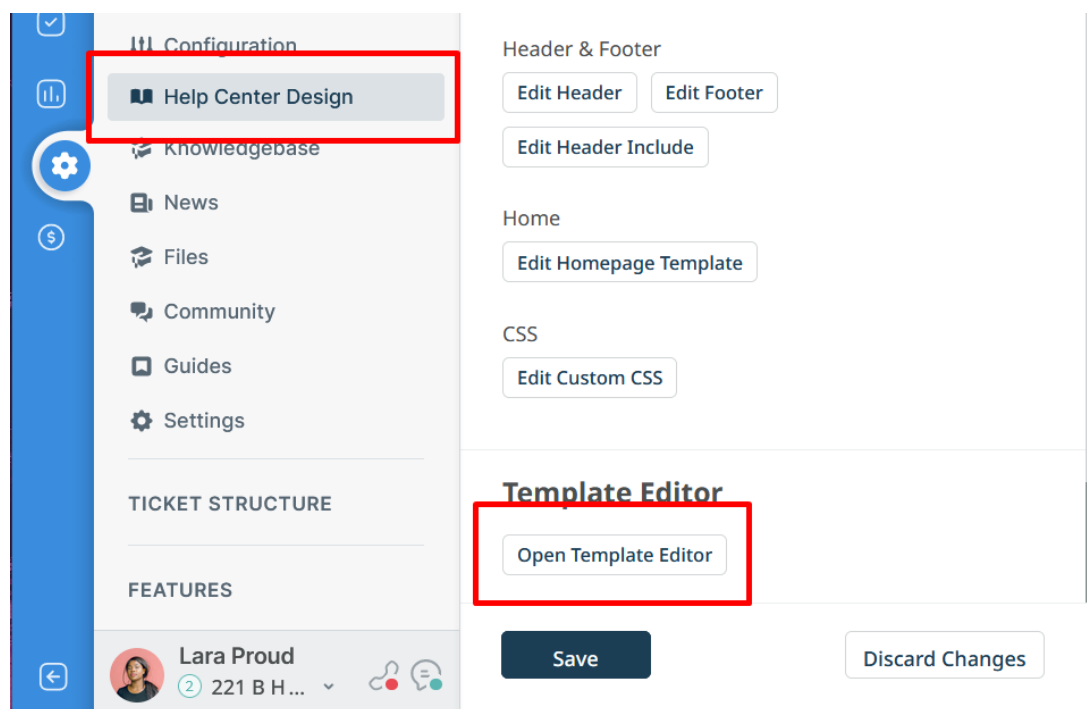 Configuration
Help Center Design
Knowledgebase
News
Files
Community
Guides
Settings
TICKET STRUCTURE
FEATURES
Lara Proud
2 221 B H...
Header & Footer
Edit Header Edit Footer
Edit Header Include
Home
Edit Homepage Template
CSS
Edit Custom CSS
Template Editor
Open Template Editor
Save Discard Changes